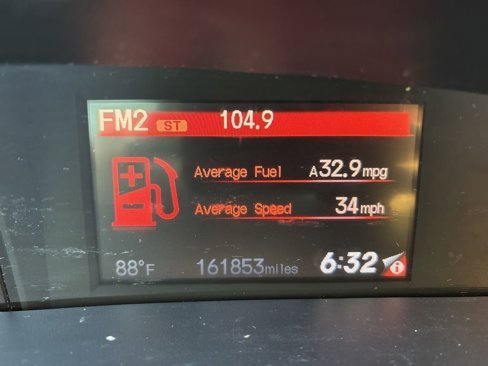 FM2 ST 104.9
Average Fuel A32.9mpg
Average Speed 34mph
88°F 161853miles 6:32 i